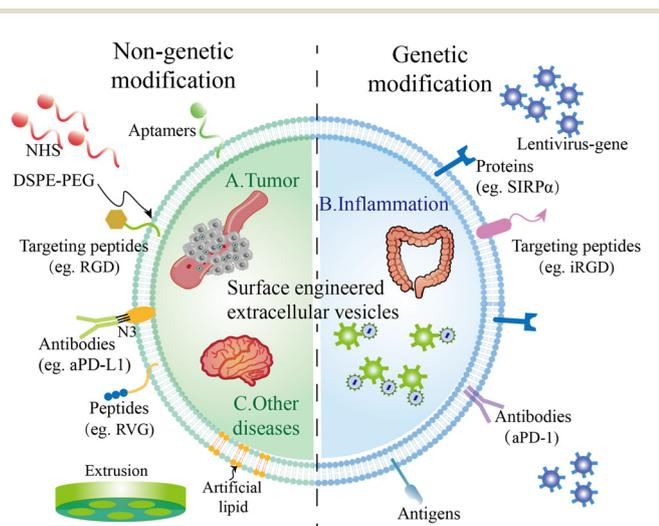 Non-genetic
modification
Genetic
modification
Aptamers
NHS
DSPE-PEG
Targeting peptides
(eg. RGD)
N3
Antibodies
(eg. aPD-L1)
Peptides
(eg. RVG)
Extrusion
Artificial
lipid
A.Tumor
B.Inflammation
Surface engineered
extracellular vesicles
C.Other
diseases
Lentivirus-gene
Proteins
(eg. SIRPα)
Targeting peptides
(eg. iRGD)
Antibodies
(aPD-1)
Antigens